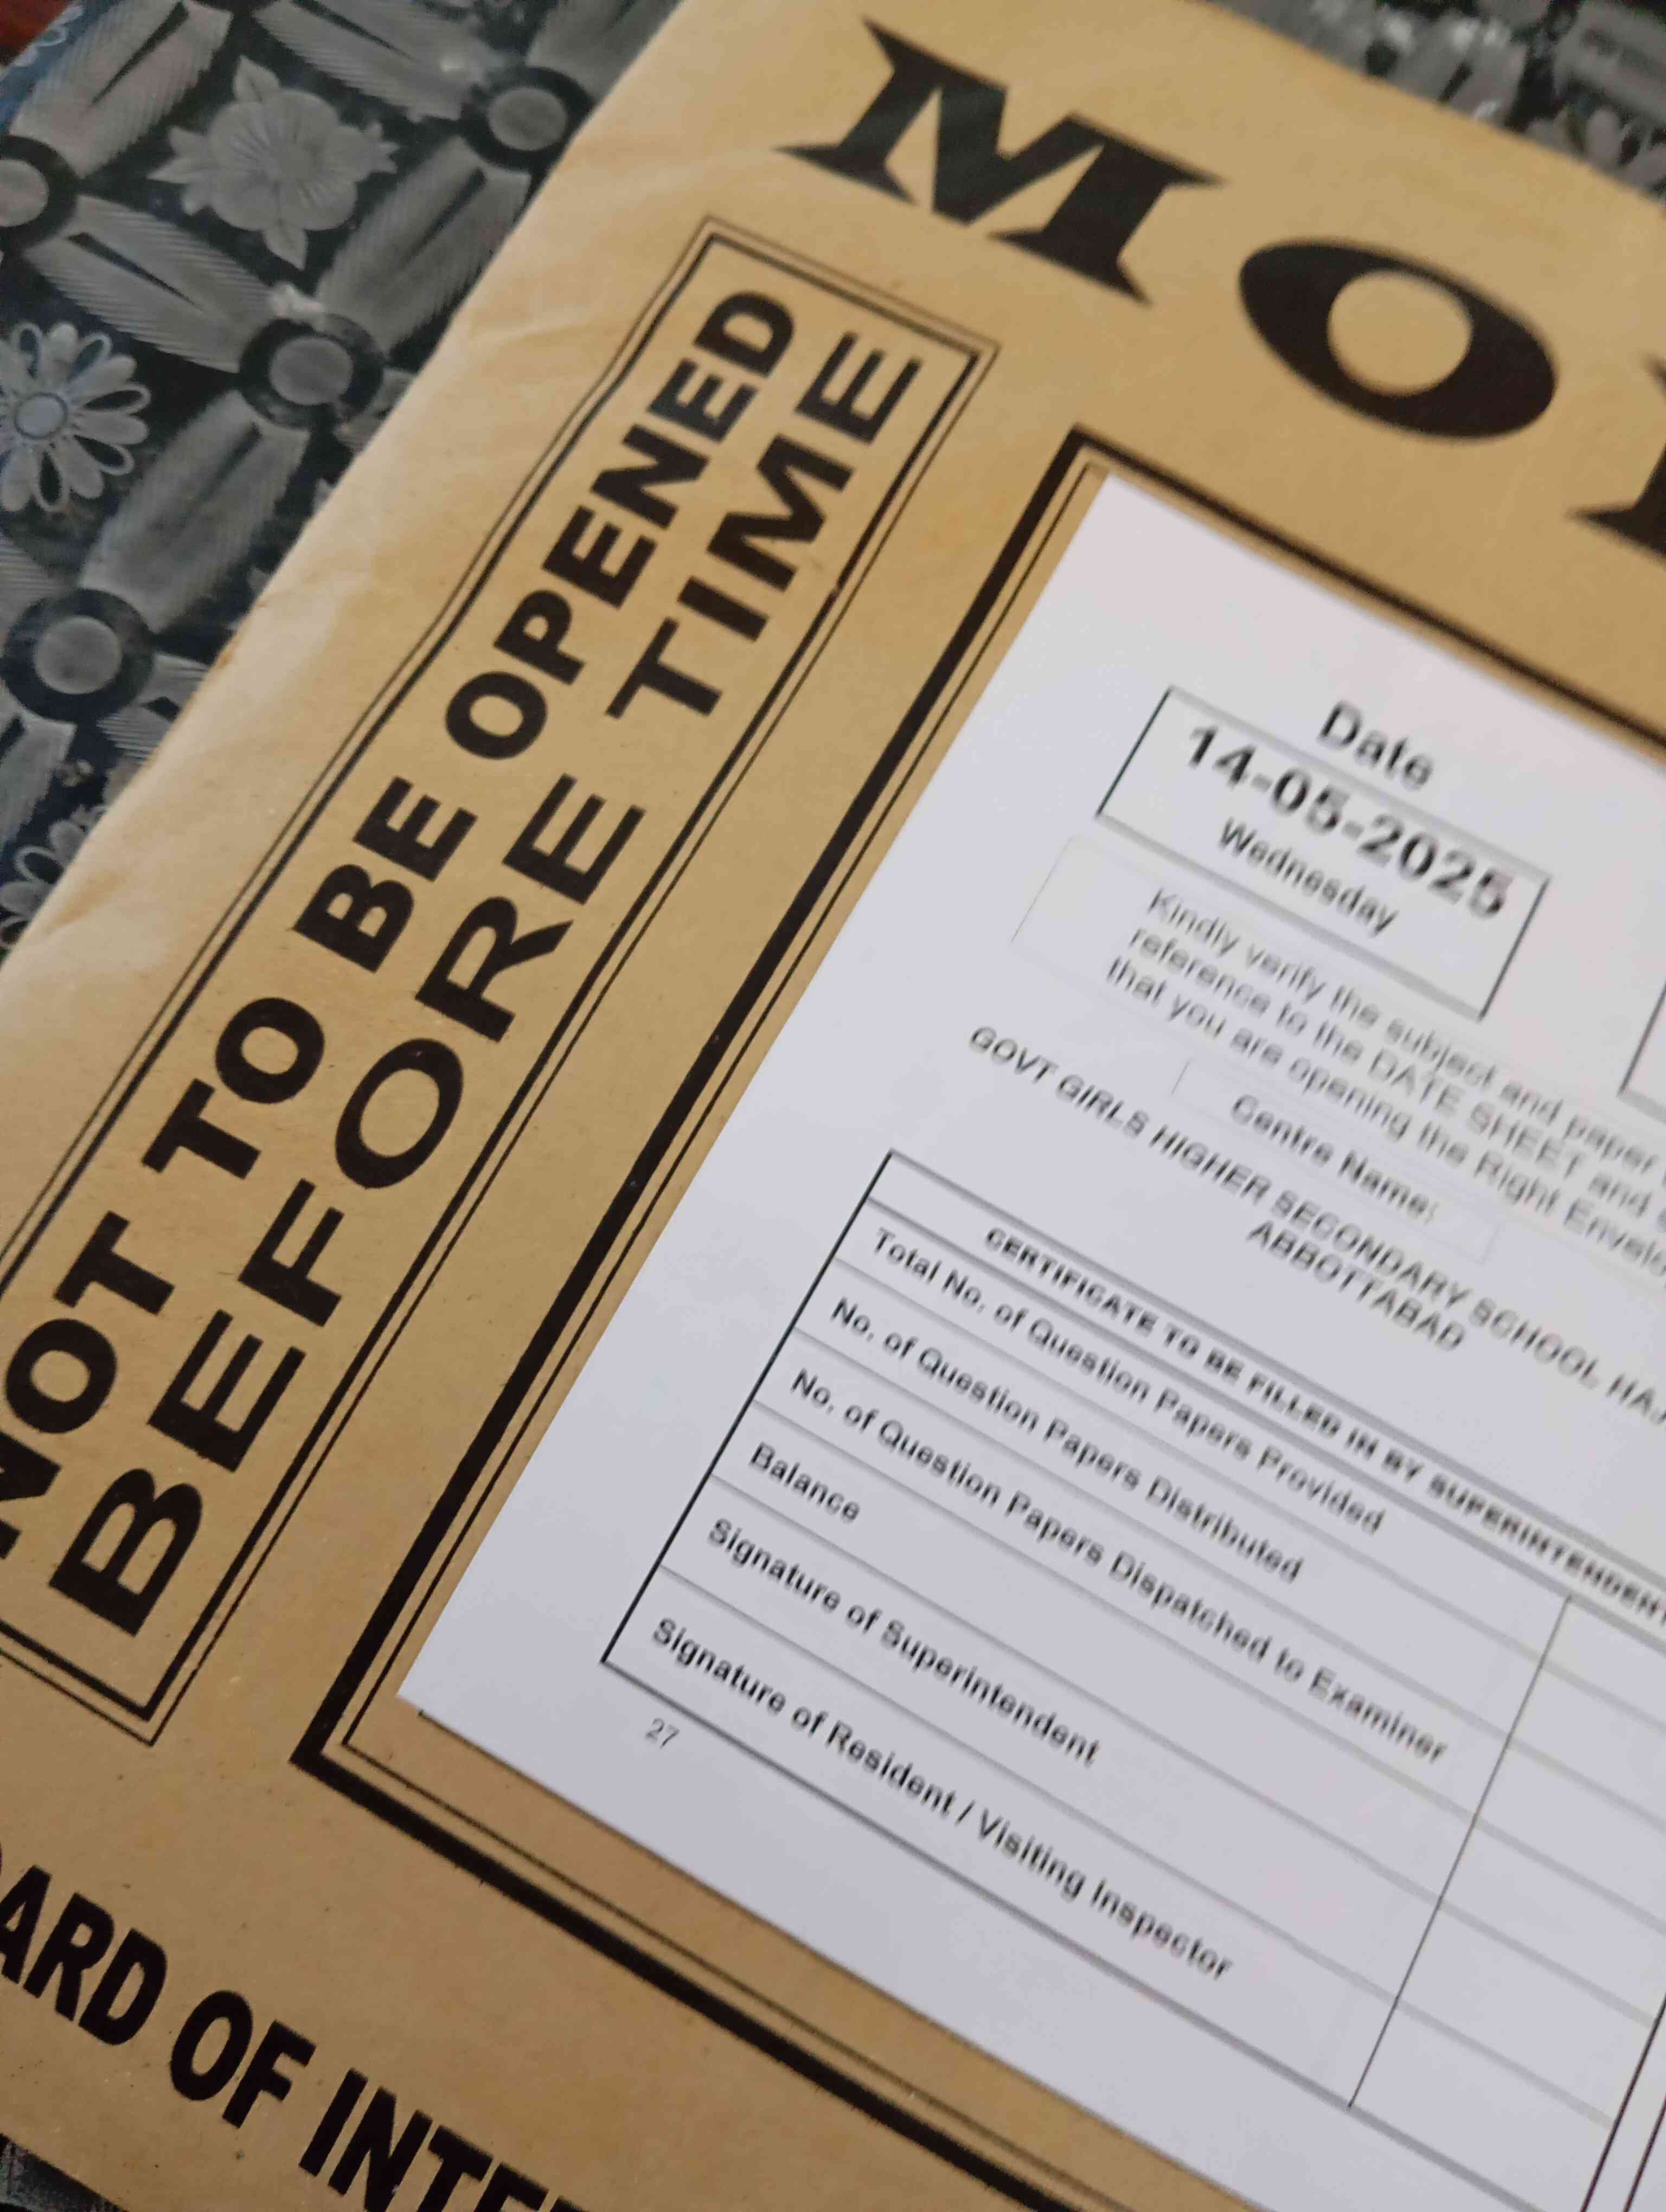 MO
NOT TO BE OPENED
BEFORE TIME
Date
14-05-2025
Wednesday
Kindly verify the subject and paper
reference to the DATE SHEET and
that you are opening the Right Envelo
Centre Name:
GOVT GIRLS HIGHER SECONDARY SCHOOL HAJ
ABBOTTABAD
CERTIFICATE TO BE FILLED IN BY SUPERINTENDENT
Total No. of Question Papers Provided
No. of Question Papers Distributed
No. of Question Papers Dispatched to Examiner
Balance
Signature of Superintendent
Signature of Resident / Visiting Inspector
27
ARD OF INTE